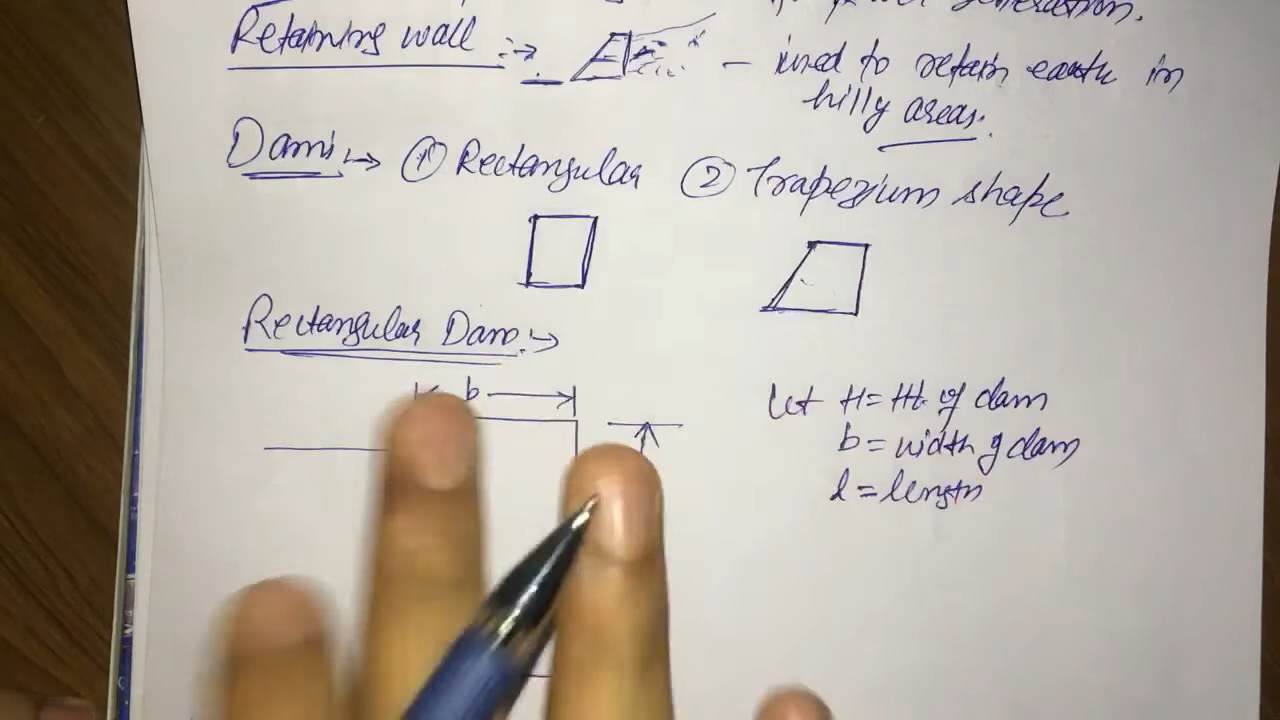 generation.
Retaining wall :→ – used to retain earth in
hilly areas.
Dam :→ ① Rectangular ② Trapezium shape
Rectangular Dam :→
b
Let H = Ht. of dam
b = width of dam
l = length